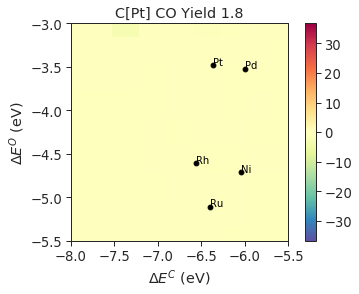 C[Pt] CO Yield 1.8
−3.0
−3.5
−4.0
−4.5
−5.0
−5.5
ΔE^O (eV)
Pt
Pd
Rh
Ni
Ru
−8.0 −7.5 −7.0 −6.5 −6.0 −5.5
ΔE^C (eV)
30
20
10
0
−10
−20
−30